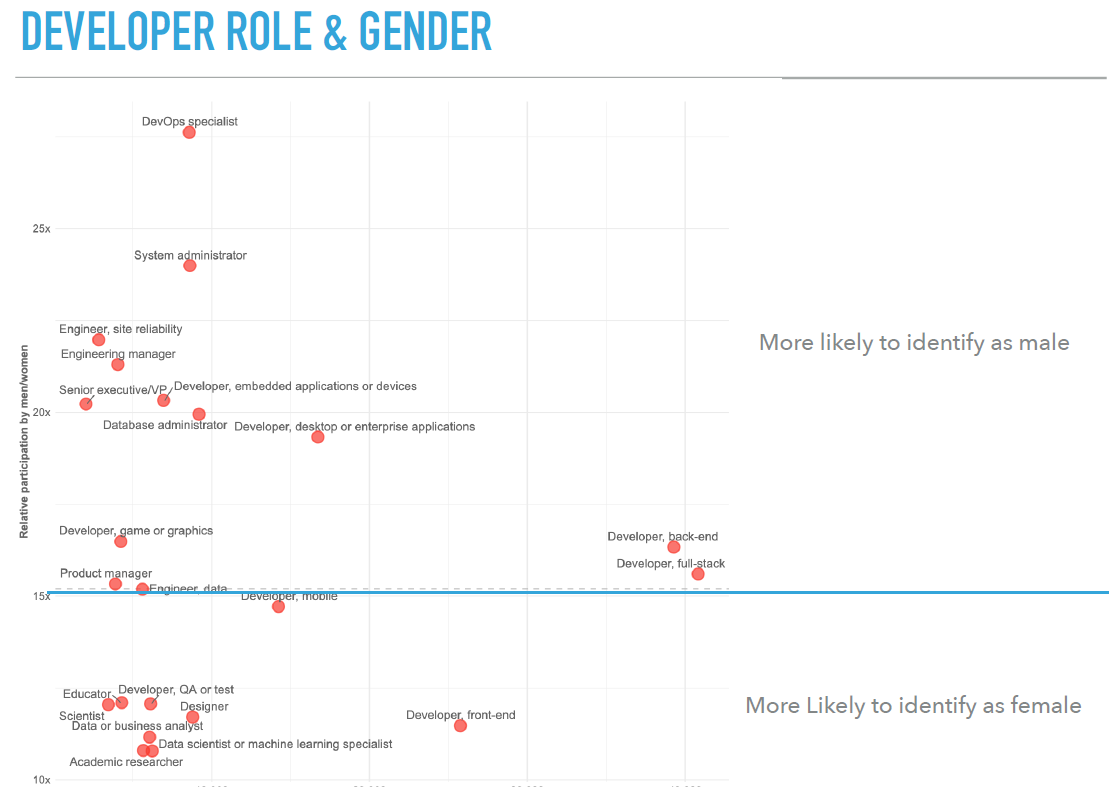 DEVELOPER ROLE & GENDER
DevOps specialist
25x
System administrator
Engineer, site reliability
Engineering manager
Senior executive/VP
Developer, embedded applications or devices
20x
Database administrator
Developer, desktop or enterprise applications
Relative participation by men/women
More likely to identify as male
Developer, game or graphics
Developer, back-end
Developer, full-stack
Product manager
Engineer, data
15x
Developer, mobile
Educator
Developer, QA or test
Scientist
Designer
Developer, front-end
More Likely to identify as female
Data or business analyst
Data scientist or machine learning specialist
Academic researcher
10x